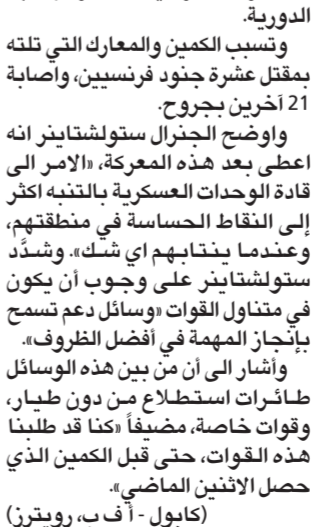 الدورية.
وتسبب الكمين والمعارك التي تلته
بمقتل عشرة جنود فرنسيين، واصابة
21 آخرين بجروح.
واوضح الجنرال ستولشتاينر انه
اعطى بعد هذه المعركة، «الامر الى
قادة الوحدات العسكرية بالتنبه اكثر
إلى النقاط الحساسة في منطقتهم،
وعندما ينتابهم اي شك». وشدَّد
ستولشتاينر على وجوب أن يكون
في متناول القوات «وسائل دعم تسمح
بإنجاز المهمة في أفضل الظروف».
وأشار الى أن من بين هذه الوسائل
طائرات استطلاع من دون طيار،
وقوات خاصة، مضيفاً «كنا قد طلبنا
هذه القوات، حتى قبل الكمين الذي
حصل الاثنين الماضي».
(كابول - أ ف ب، رويترز)